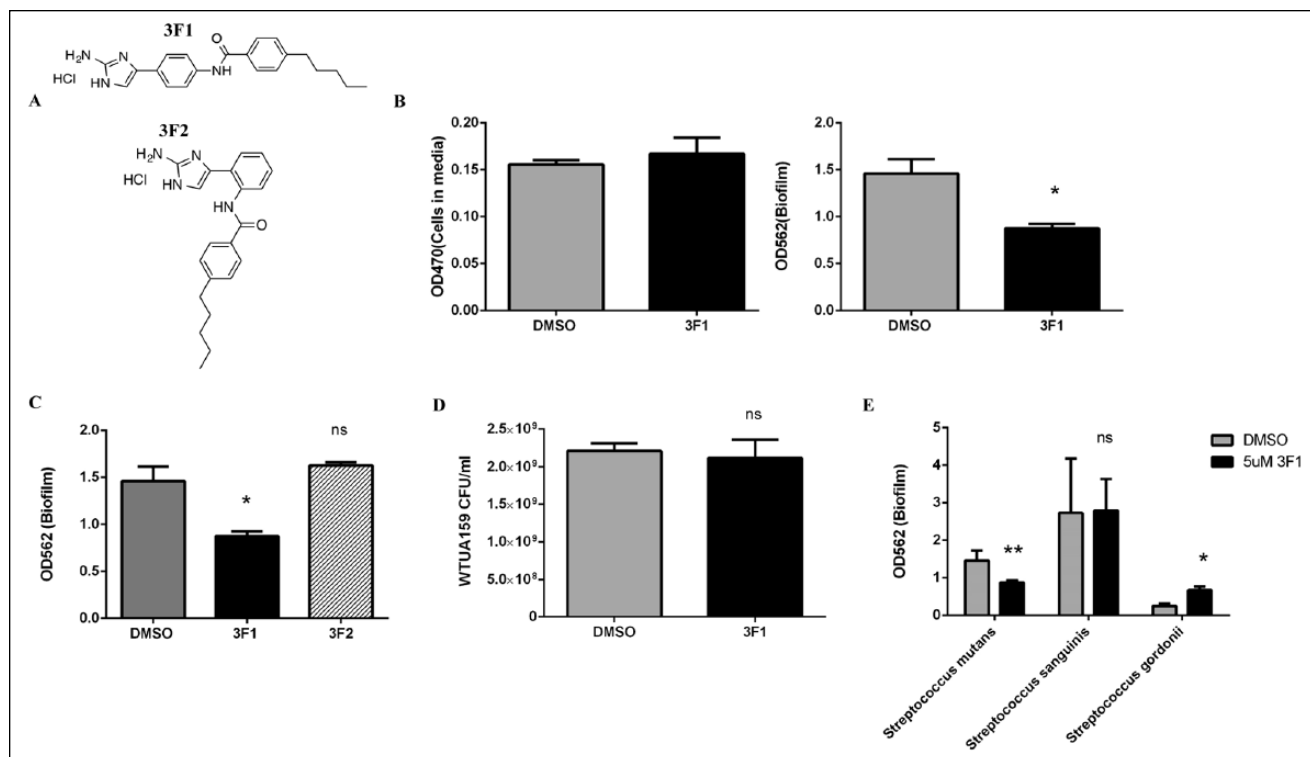 3F1
H2N
N
HCl
HN
O
NH
A
3F2
H2N
N
HCl
HN
HN
O
B
OD470(Cells in media)
0.20
0.15
0.10
0.05
0.00
DMSO
3F1
OD562(Biofilm)
2.0
1.5
1.0
0.5
0.0
*
DMSO
3F1
C
OD562 (Biofilm)
2.0
1.5
1.0
0.5
0.0
*
ns
DMSO
3F1
3F2
D
WTUA159 CFU/ml
2.5×10⁹
2.0×10⁹
1.5×10⁹
1.0×10⁹
5.0×10⁸
0
ns
DMSO
3F1
E
OD562 (Biofilm)
5
4
3
2
1
0
**
ns
*
DMSO
5uM 3F1
Streptococcus mutans
Streptococcus sanguinis
Streptococcus gordonii